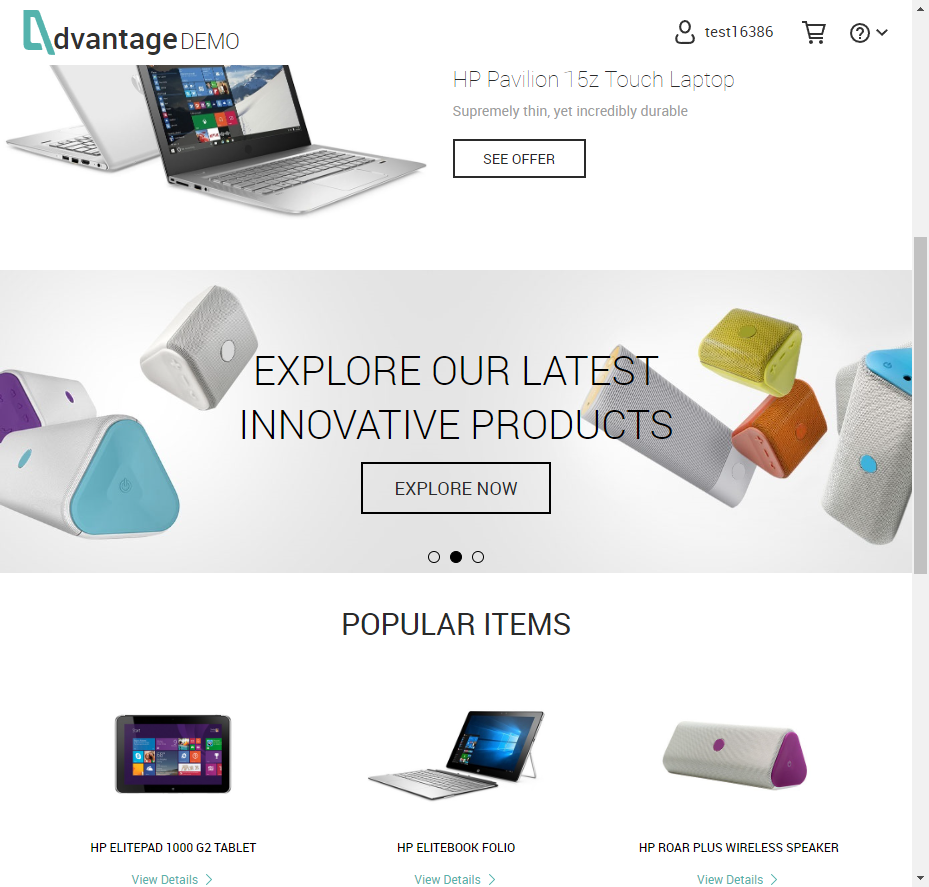 dvantage DEMO
test16386
HP Pavilion 15z Touch Laptop
Supremely thin, yet incredibly durable
SEE OFFER
EXPLORE OUR LATEST
INNOVATIVE PRODUCTS
EXPLORE NOW
POPULAR ITEMS
HP ELITEPAD 1000 G2 TABLET
HP ELITEBOOK FOLIO
HP ROAR PLUS WIRELESS SPEAKER
View Details
View Details
View Details